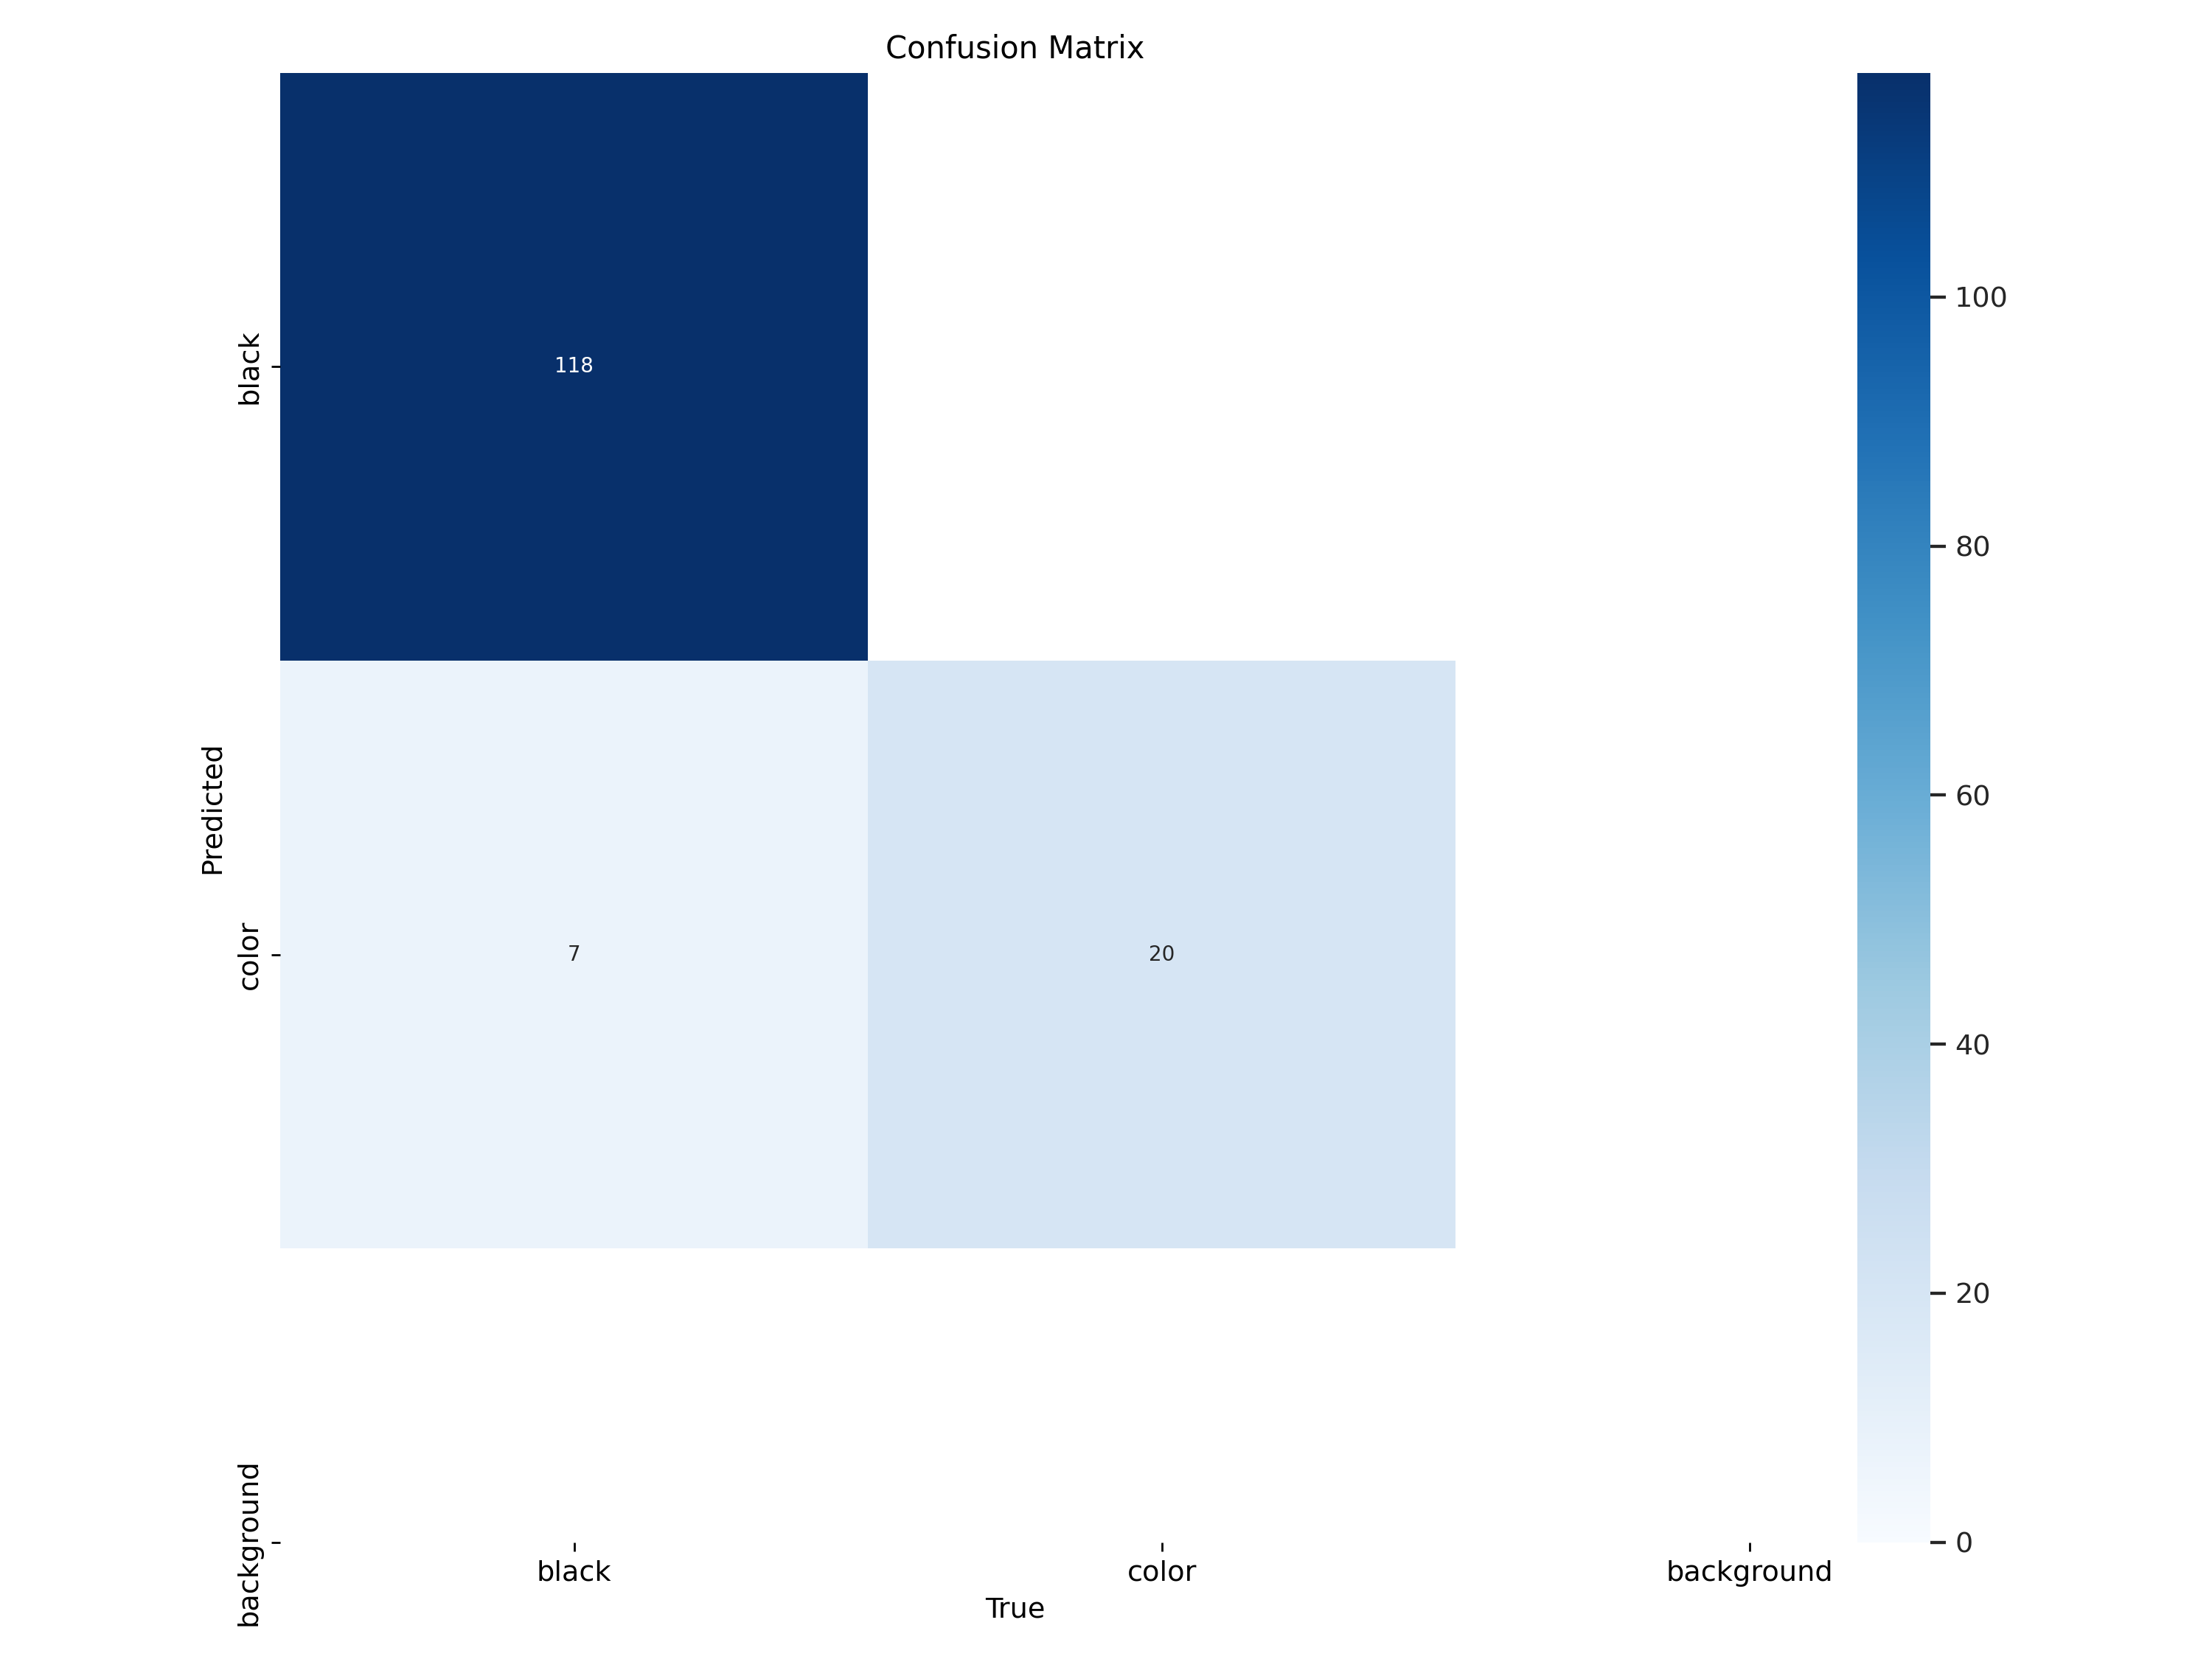 Confusion Matrix
black
118
100
80
60
Predicted
color
7
20
40
20
background
0
black
color
background
True